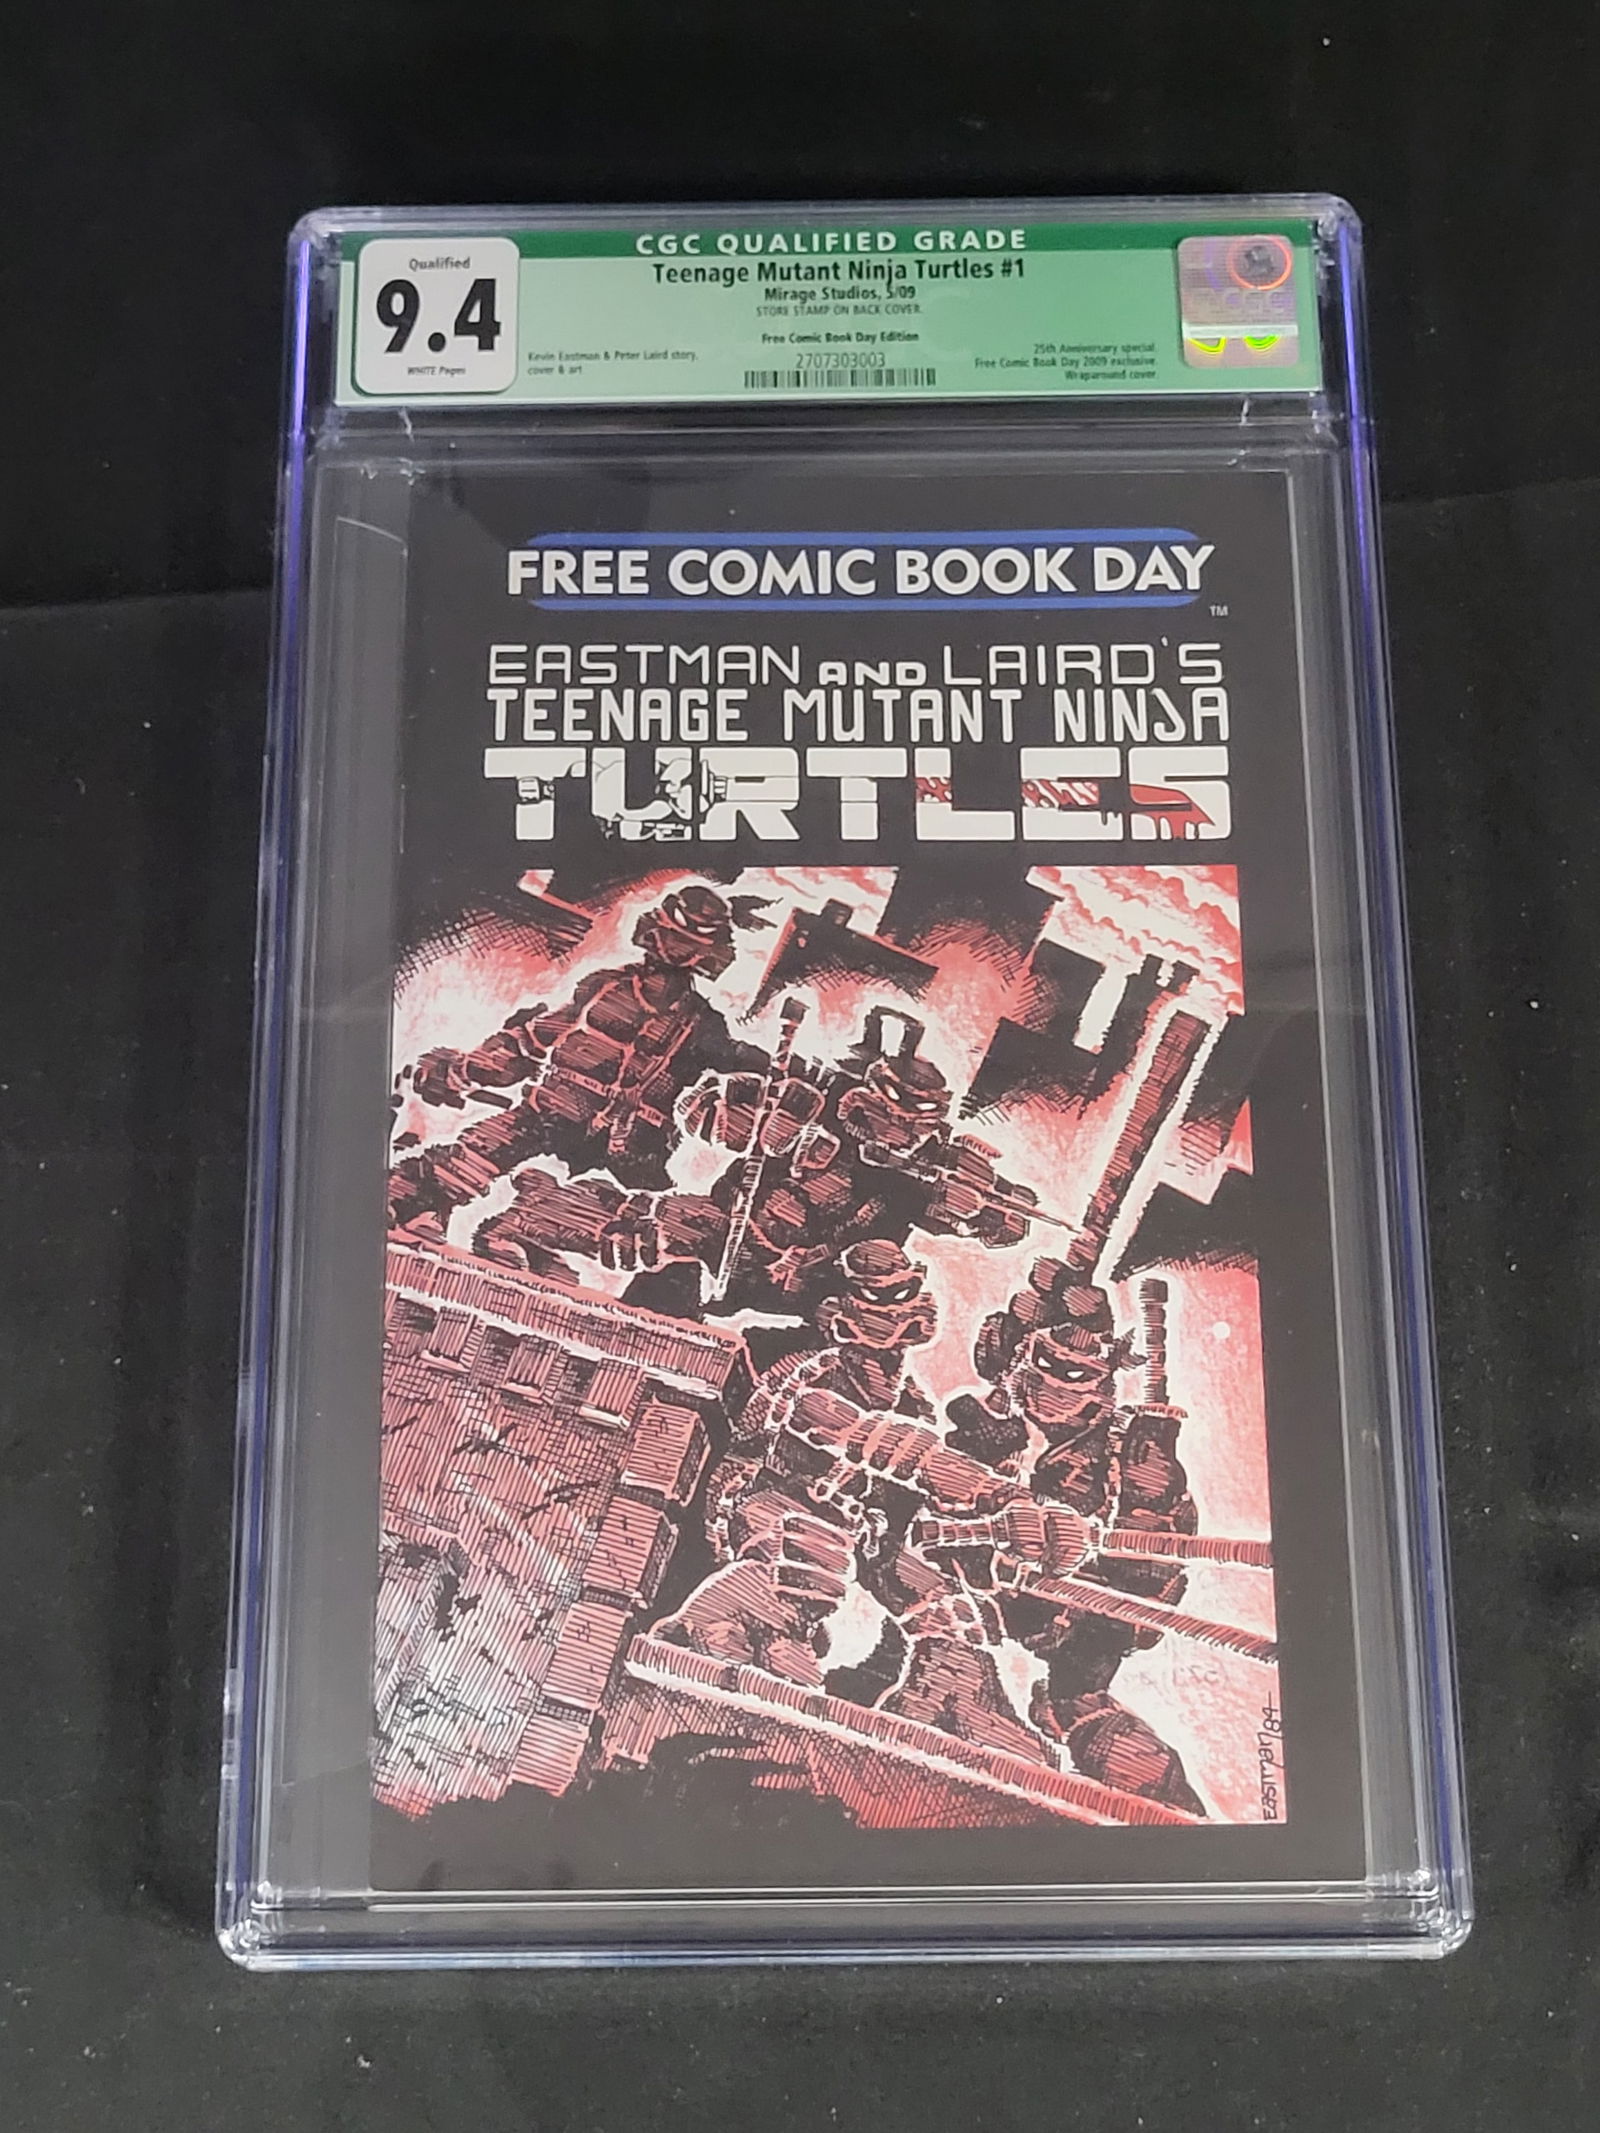 CGC QUALIFIED GRADE
Qualified
9.4
WHITE Pages
Teenage Mutant Ninja Turtles #1
Mirage Studios, 5/09
STORE STAMP ON BACK COVER.
Free Comic Book Day Edition
2707303003
Kevin Eastman & Peter Laird story,
cover & art
25th Anniversary special.
Free Comic Book Day 2009 exclusive.
Wraparound cover.
CGC
FREE COMIC BOOK DAY
TM
EASTMAN AND LAIRD'S
TEENAGE MUTANT NINJA
TURTLES
EASTMAN 84